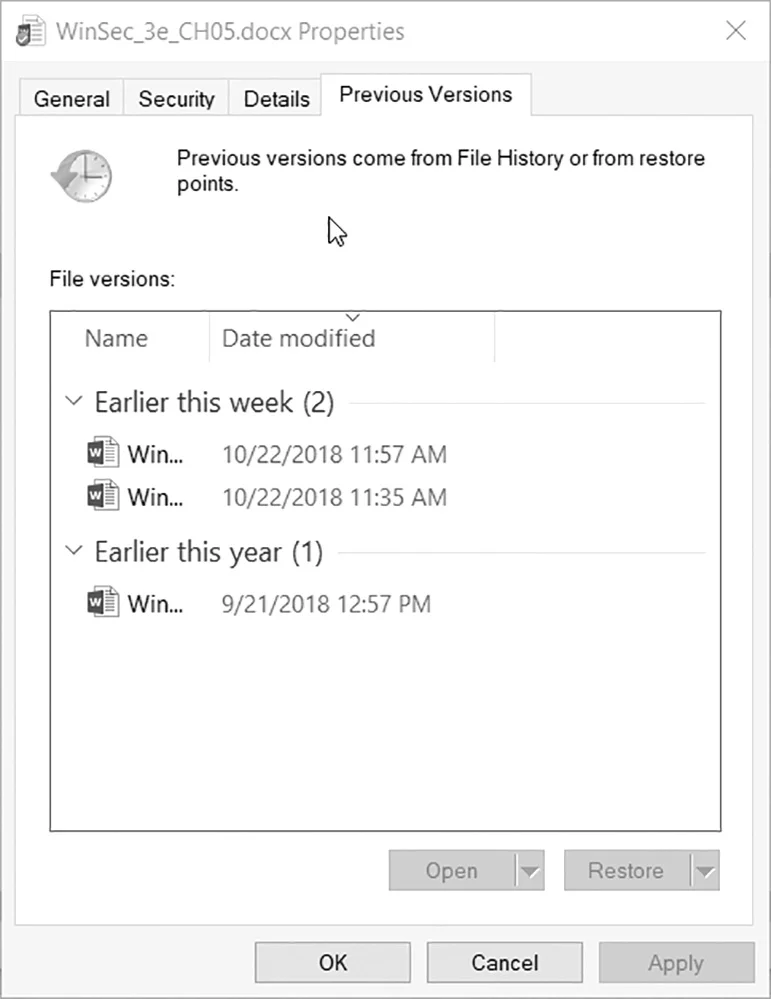 WinSec_3e_CH05.docx Properties
General Security Details Previous Versions
Previous versions come from File History or from restore
points.
File versions:
Name Date modified
Earlier this week (2)
W Win... 10/22/2018 11:57 AM
W Win... 10/22/2018 11:35 AM
Earlier this year (1)
W Win... 9/21/2018 12:57 PM
Open Restore
OK Cancel Apply